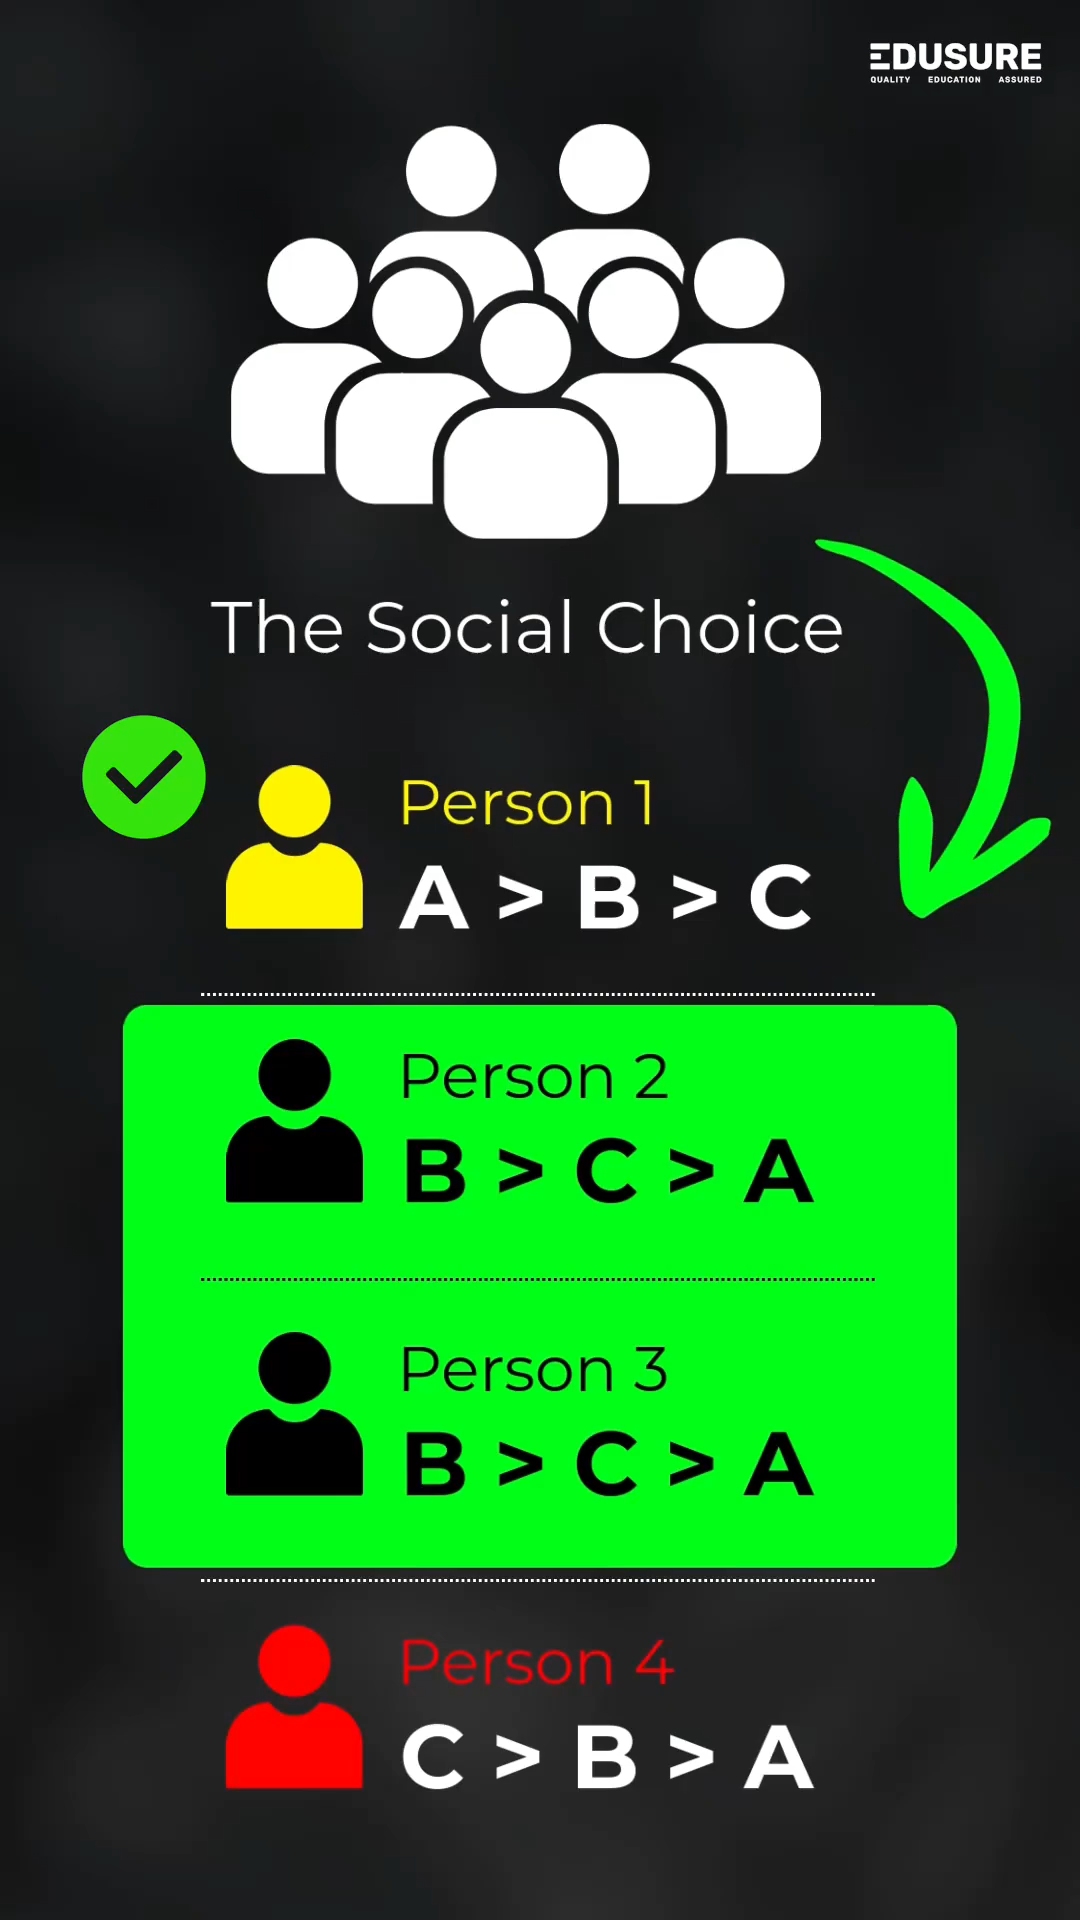 EDUSURE
QUALITY EDUCATION ASSURED
The Social Choice
Person 1
A > B > C
Person 2
B > C > A
Person 3
B > C > A
Person 4
C > B > A